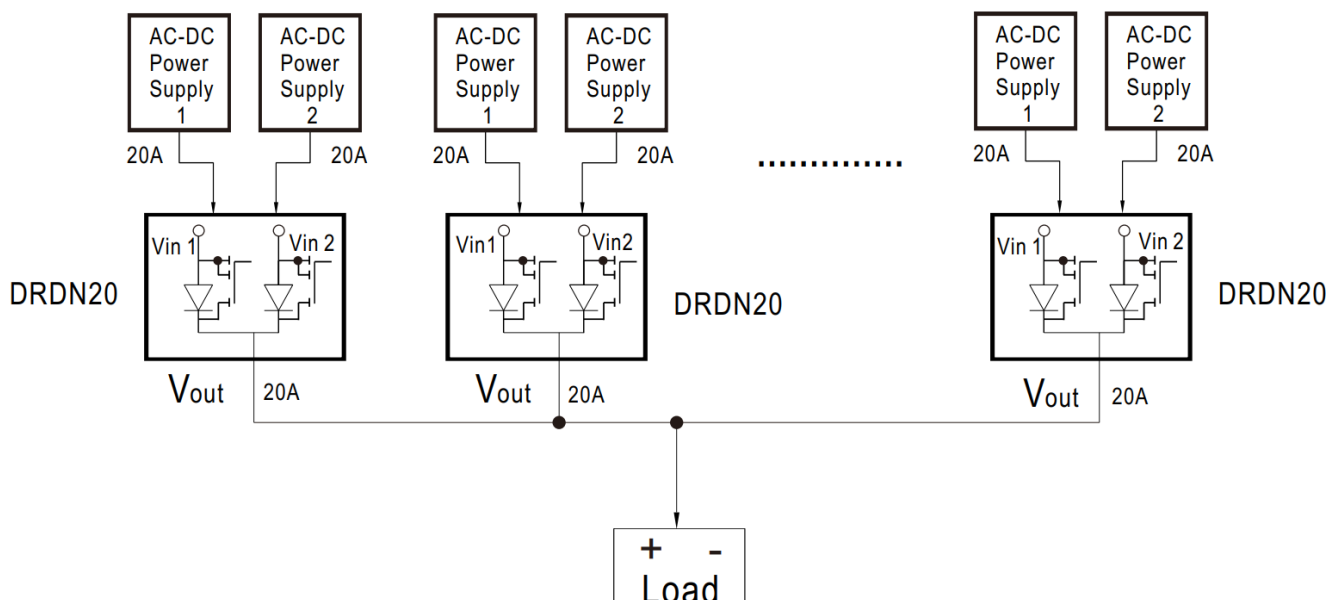 AC-DC
Power
Supply
1
AC-DC
Power
Supply
2
AC-DC
Power
Supply
1
AC-DC
Power
Supply
2
AC-DC
Power
Supply
1
AC-DC
Power
Supply
2
20A
20A
20A
20A
..............
20A
20A
Vin 1
Vin 2
Vin1
Vin2
Vin 1
Vin 2
DRDN20
DRDN20
DRDN20
Vout
20A
Vout
20A
Vout
20A
+ -
Load